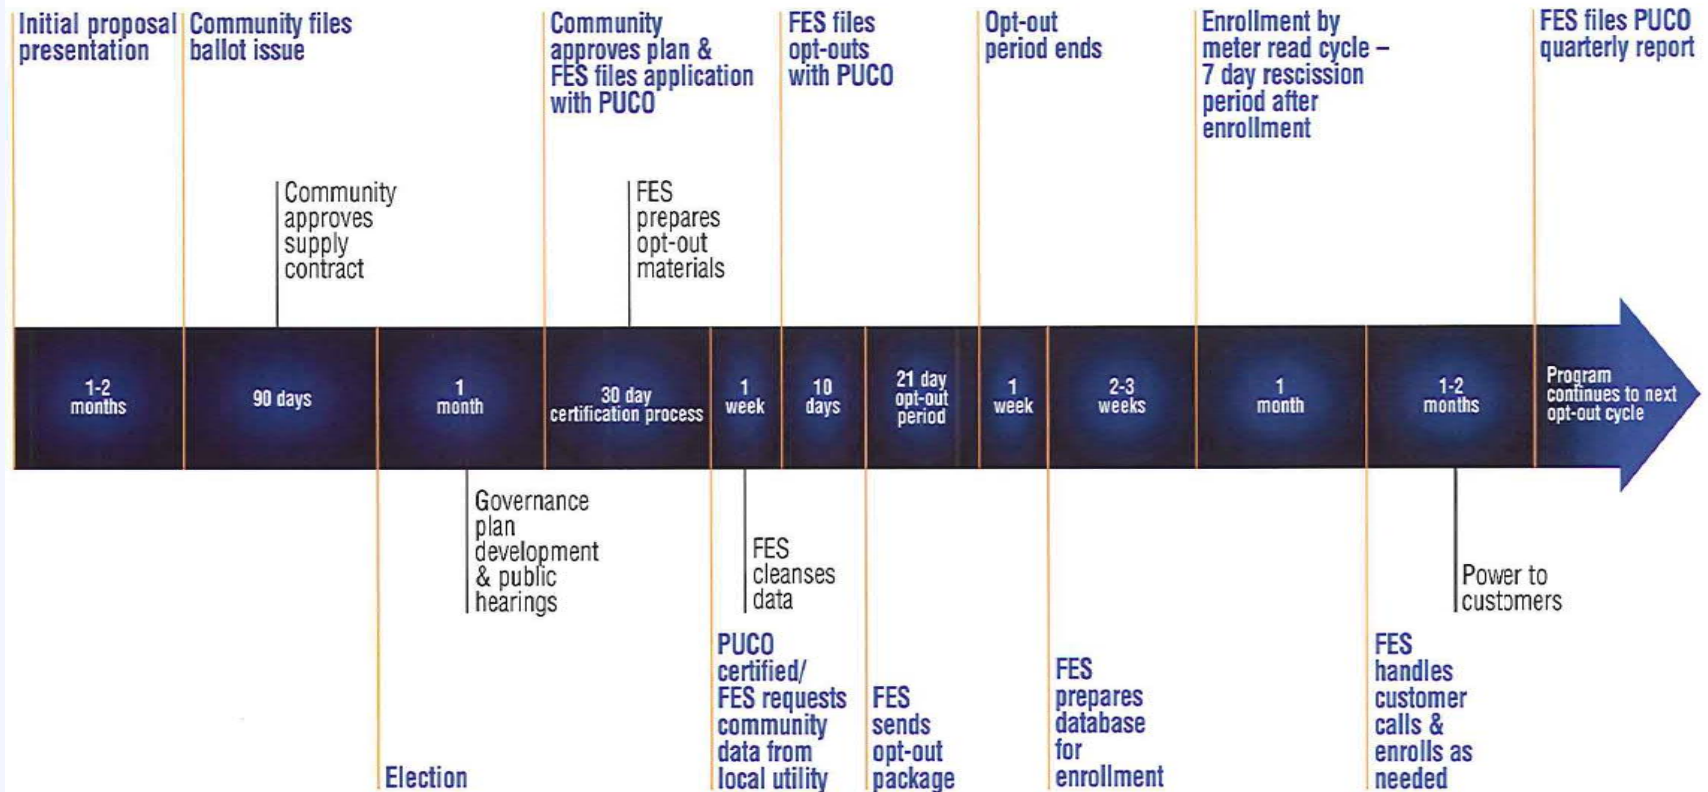 Initial proposal
presentation
Community files
ballot issue
Community
approves plan &
FES files application
with PUCO
FES files
opt-outs
with PUCO
Opt-out
period ends
Enrollment by
meter read cycle –
7 day rescission
period after
enrollment
FES files PUCO
quarterly report
Community
approves
supply
contract
FES
prepares
opt-out
materials
1-2
months
90 days
1
month
30 day
certification process
1
week
10
days
21 day
opt-out
period
1
week
2-3
weeks
1
month
1-2
months
Program
continues to next
opt-out cycle
Governance
plan
development
& public
hearings
FES
cleanses
data
Power to
customers
Election
PUCO
certified/
FES requests
community
data from
local utility
FES
sends
opt-out
package
FES
prepares
database
for
enrollment
FES
handles
customer
calls &
enrolls as
needed